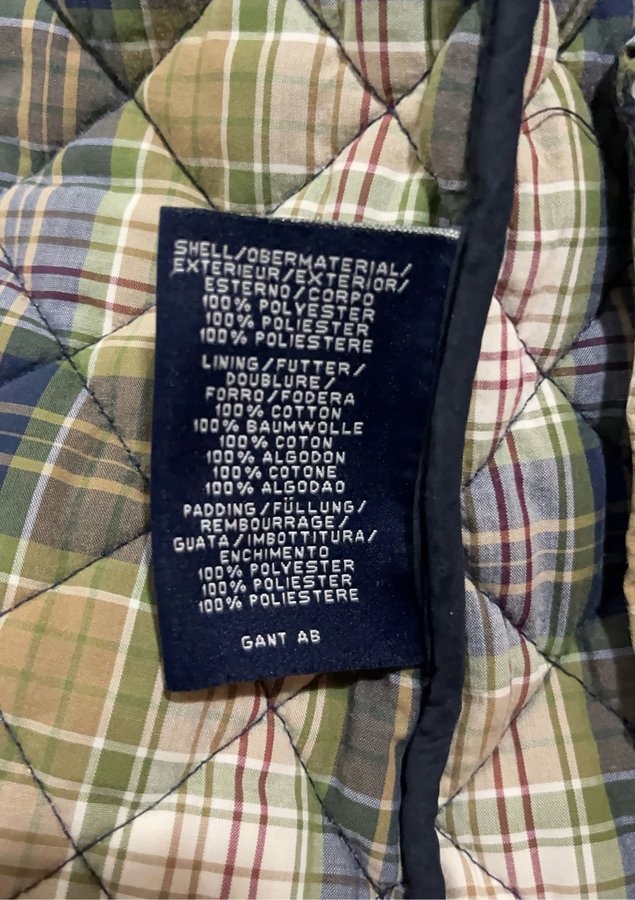 SHELL/OBERMATERIAL/
EXTERIEUR/EXTERIOR/
ESTERNO/CORPO
100% POLYESTER
100% POLIESTER
100% POLIESTERE
LINING/FUTTER/
DOUBLURE/
FORRO/FODERA
100% COTTON
100% BAUMWOLLE
100% COTON
100% ALGODON
100% COTONE
100% ALGODAO
PADDING/FÜLLUNG/
REMBOURRAGE/
GUATA/IMBOTTITURA/
ENCHIMENTO
100% POLYESTER
100% POLIESTER
100% POLIESTERE
GANT AB